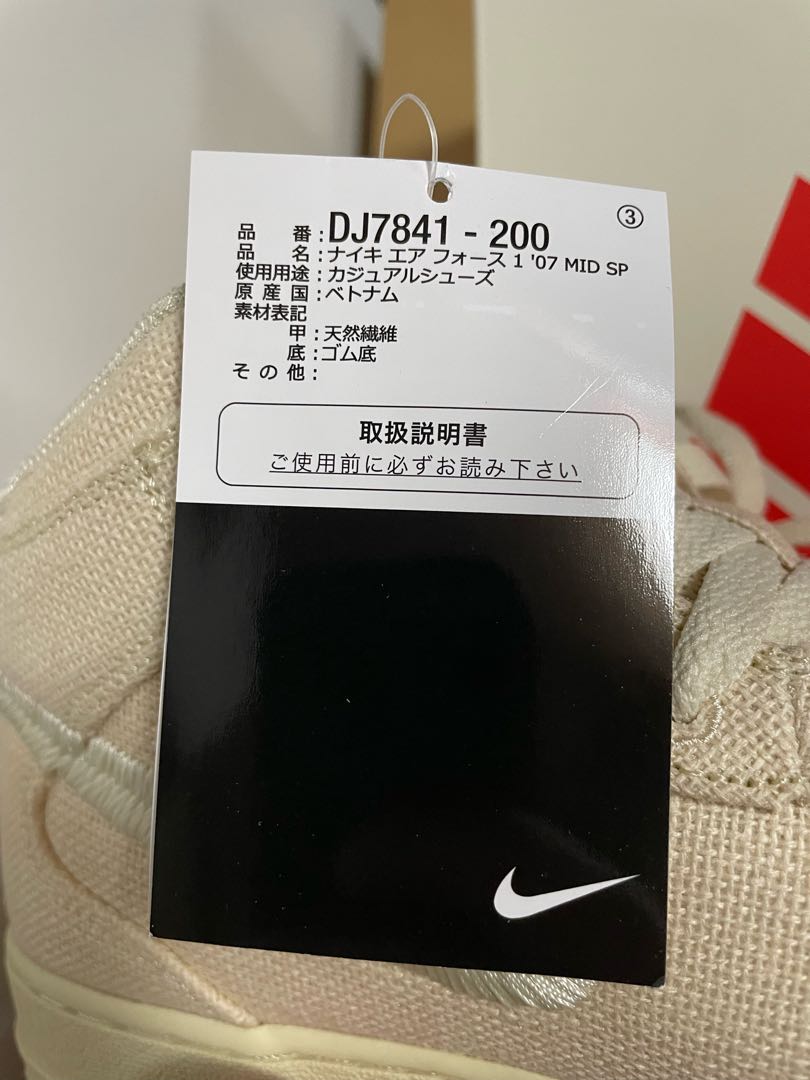 ③
品番:DJ7841 - 200
品名:ナイキ エア フォース 1 '07 MID SP
使用用途:カジュアルシューズ
原産国:ベトナム
素材表記
甲:天然繊維
底:ゴム底
その他:
取扱説明書
ご使用前に必ずお読み下さい